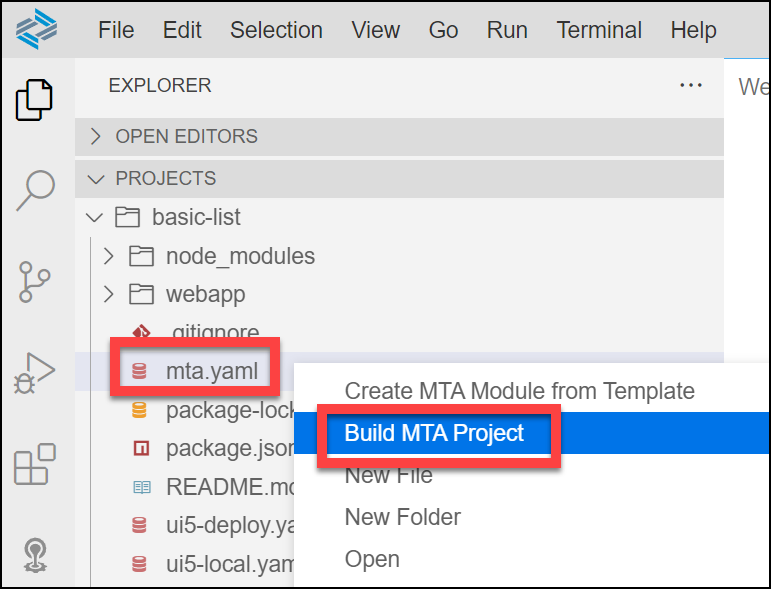 File Edit Selection View Go Run Terminal Help
EXPLORER
We
OPEN EDITORS
PROJECTS
basic-list
node_modules
webapp
.gitignore
mta.yaml
Create MTA Module from Template
package-lock
Build MTA Project
package.json
New File
README.md
New Folder
ui5-deploy.ya
Open
ui5-local.yam